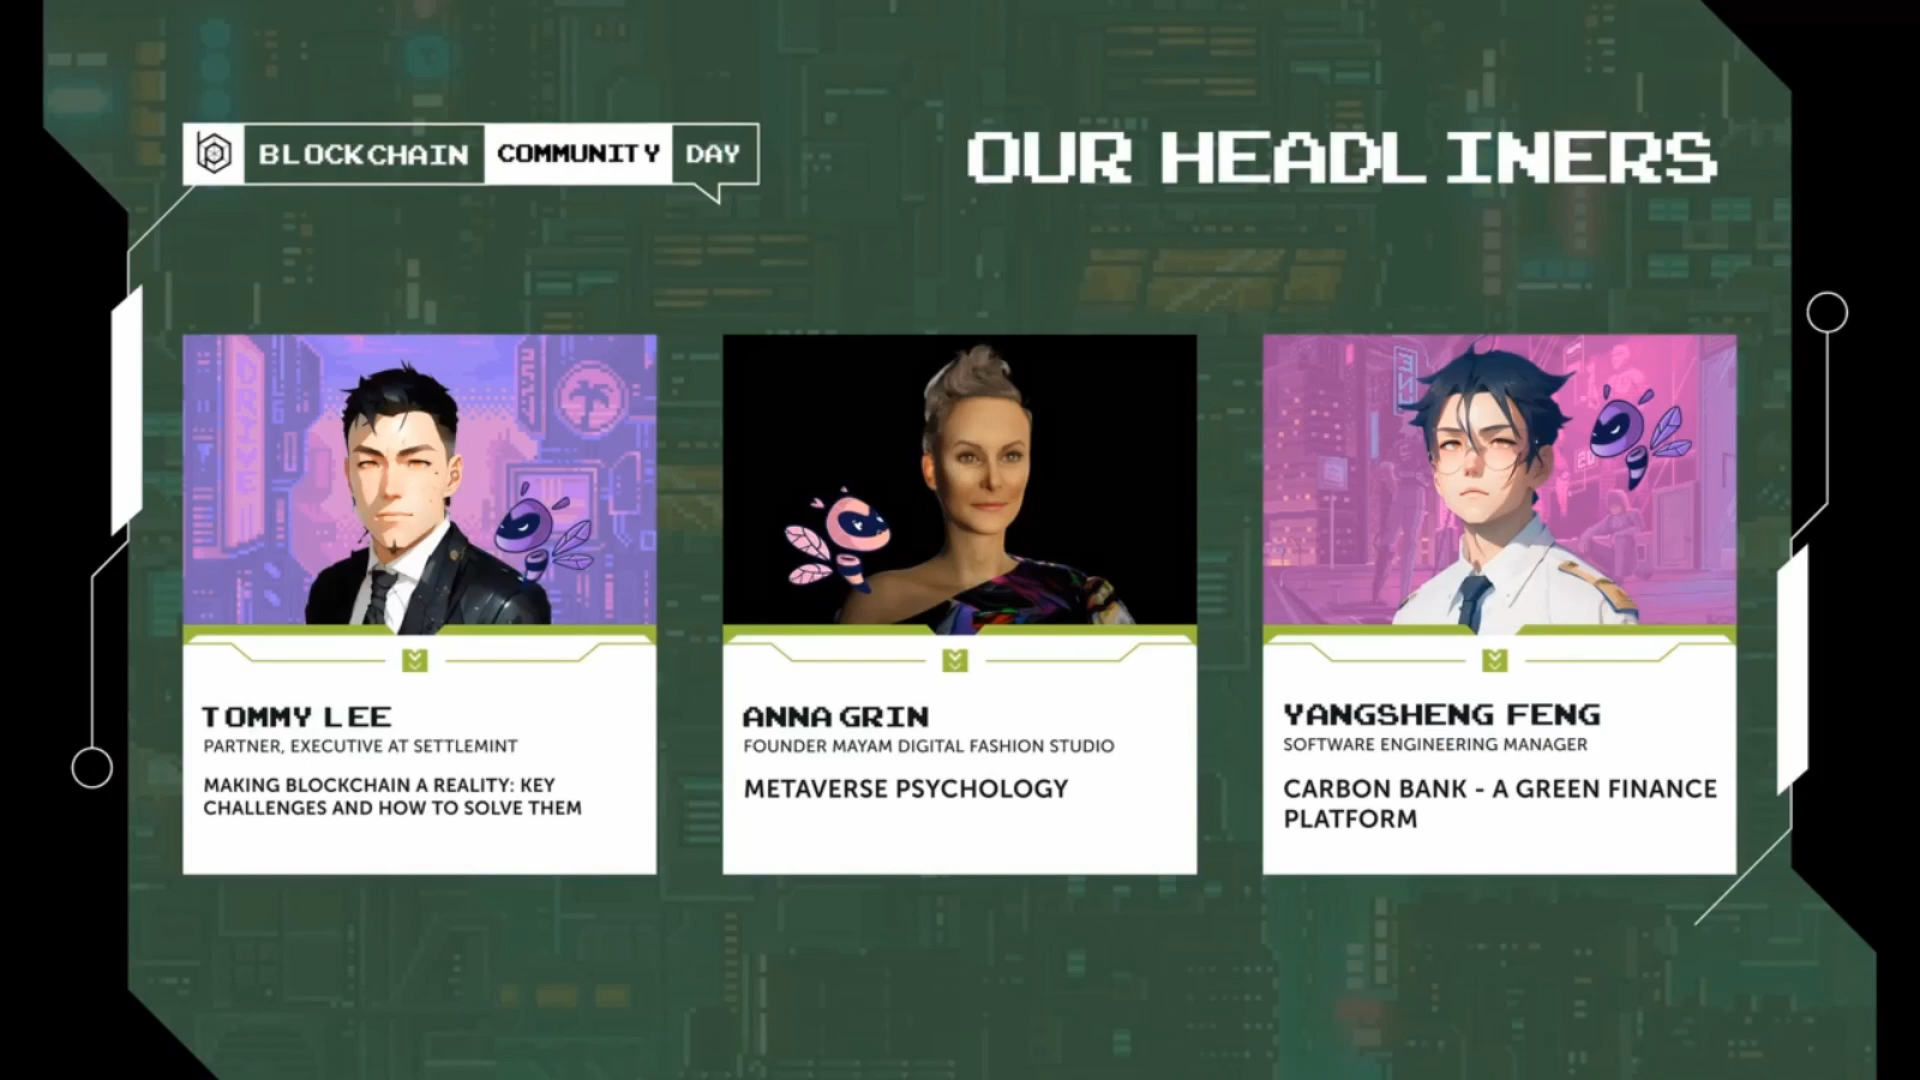 BLOCKCHAIN COMMUNITY DAY
OUR HEADLINERS
TOMMY LEE
PARTNER, EXECUTIVE AT SETTLEMINT
MAKING BLOCKCHAIN A REALITY: KEY
CHALLENGES AND HOW TO SOLVE THEM
ANNA GRIN
FOUNDER MAYAM DIGITAL FASHION STUDIO
METAVERSE PSYCHOLOGY
YANGSHENG FENG
SOFTWARE ENGINEERING MANAGER
CARBON BANK - A GREEN FINANCE
PLATFORM